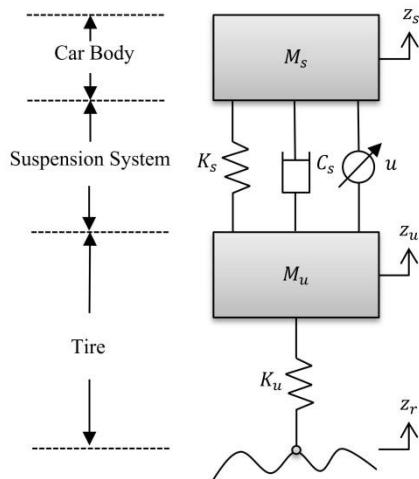 z_s
Car Body
M_s
Suspension System
K_s
C_s
u
z_u
M_u
Tire
K_u
z_r